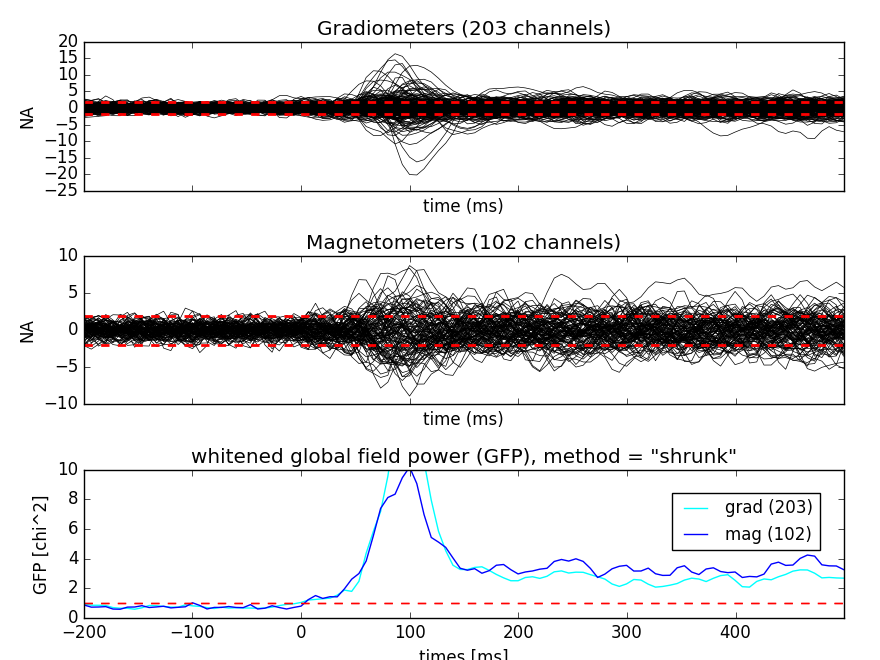 Gradiometers (203 channels)
20
15
10
5
0
−5
−10
−15
−20
−25
NA
time (ms)
Magnetometers (102 channels)
10
5
0
−5
−10
NA
time (ms)
whitened global field power (GFP), method = "shrunk"
10
8
6
4
2
0
GFP [chi^2]
grad (203)
mag (102)
−200 −100 0 100 200 300 400
times [ms]